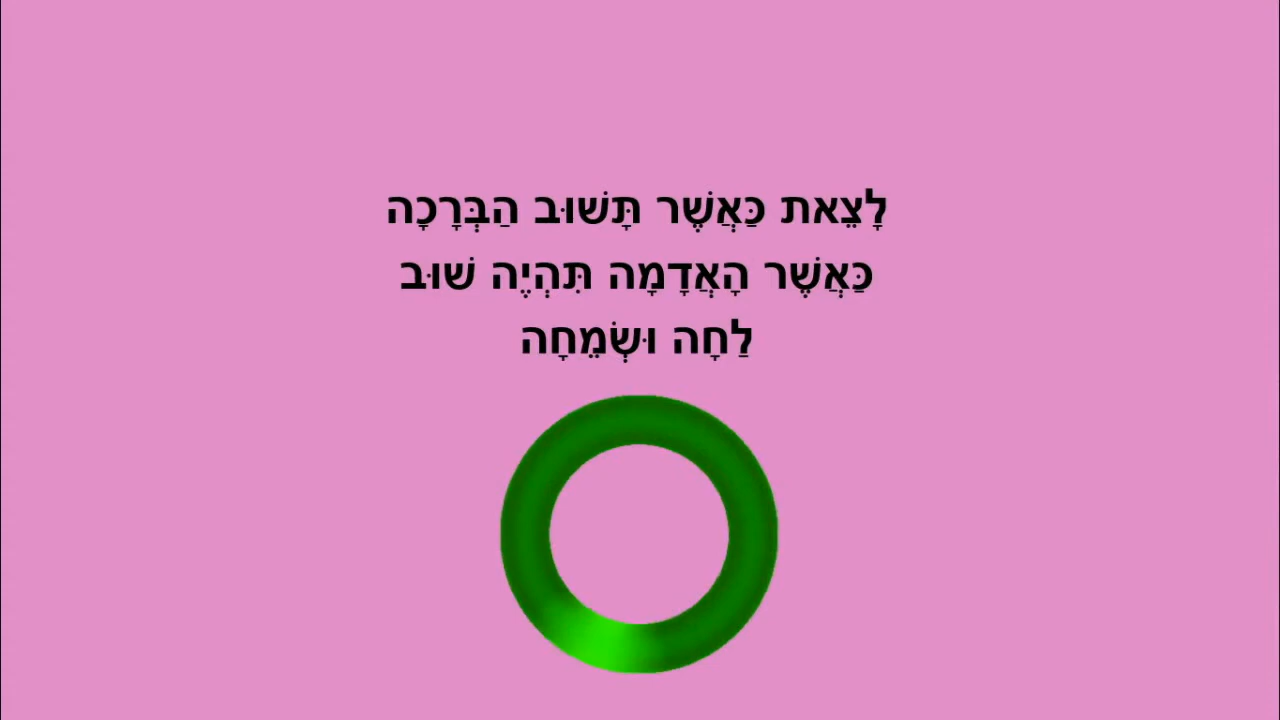 לָצֵאת כַּאֲשֶׁר תָּשׁוּב הַבְּרָכָה
כַּאֲשֶׁר הָאֲדָמָה תִּהְיֶה שׁוּב
לַחָה וּשְׂמֵחָה